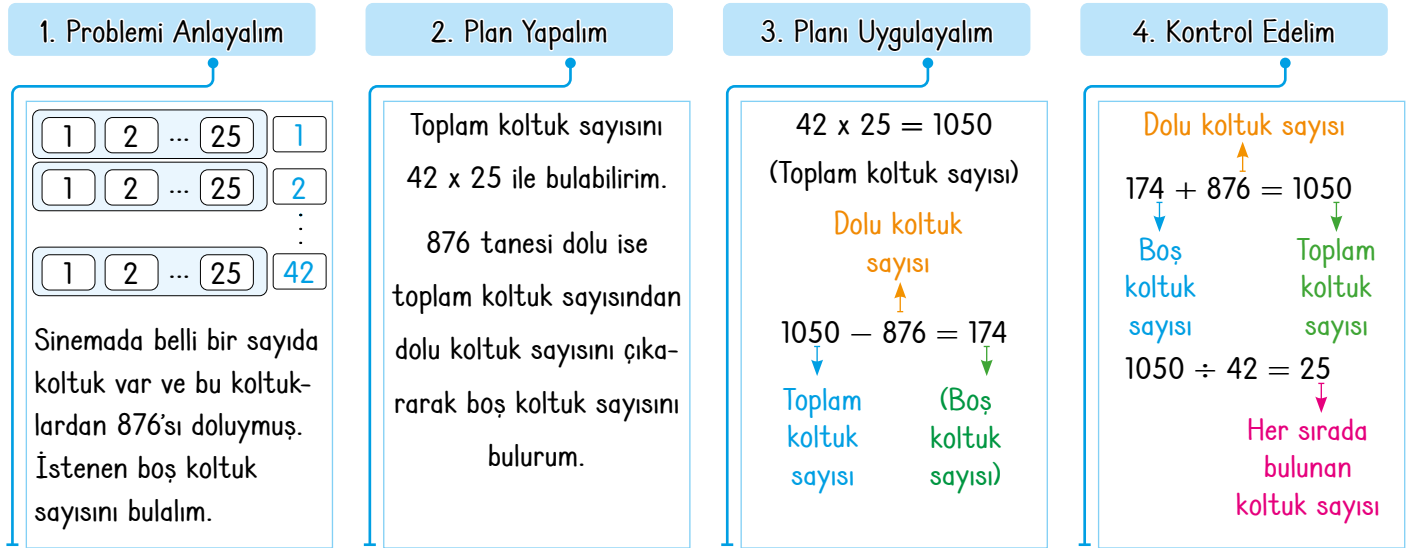 1. Problemi Anlayalım
1 2 ... 25 1
1 2 ... 25 2
1 2 ... 25 42
Sinemada belli bir sayıda
koltuk var ve bu koltuk-
lardan 876'sı doluymuş.
İstenen boş koltuk
sayısını bulalım.
2. Plan Yapalım
Toplam koltuk sayısını
42 x 25 ile bulabilirim.
876 tanesi dolu ise
toplam koltuk sayısından
dolu koltuk sayısını çıka-
rarak boş koltuk sayısını
bulurum.
3. Planı Uygulayalım
42 x 25 = 1050
(Toplam koltuk sayısı)
Dolu koltuk
sayısı
1050 − 876 = 174
Toplam
koltuk
sayısı
(Boş
koltuk
sayısı)
4. Kontrol Edelim
Dolu koltuk sayısı
174 + 876 = 1050
Boş
koltuk
sayısı
Toplam
koltuk
sayısı
1050 ÷ 42 = 25
Her sırada
bulunan
koltuk sayısı